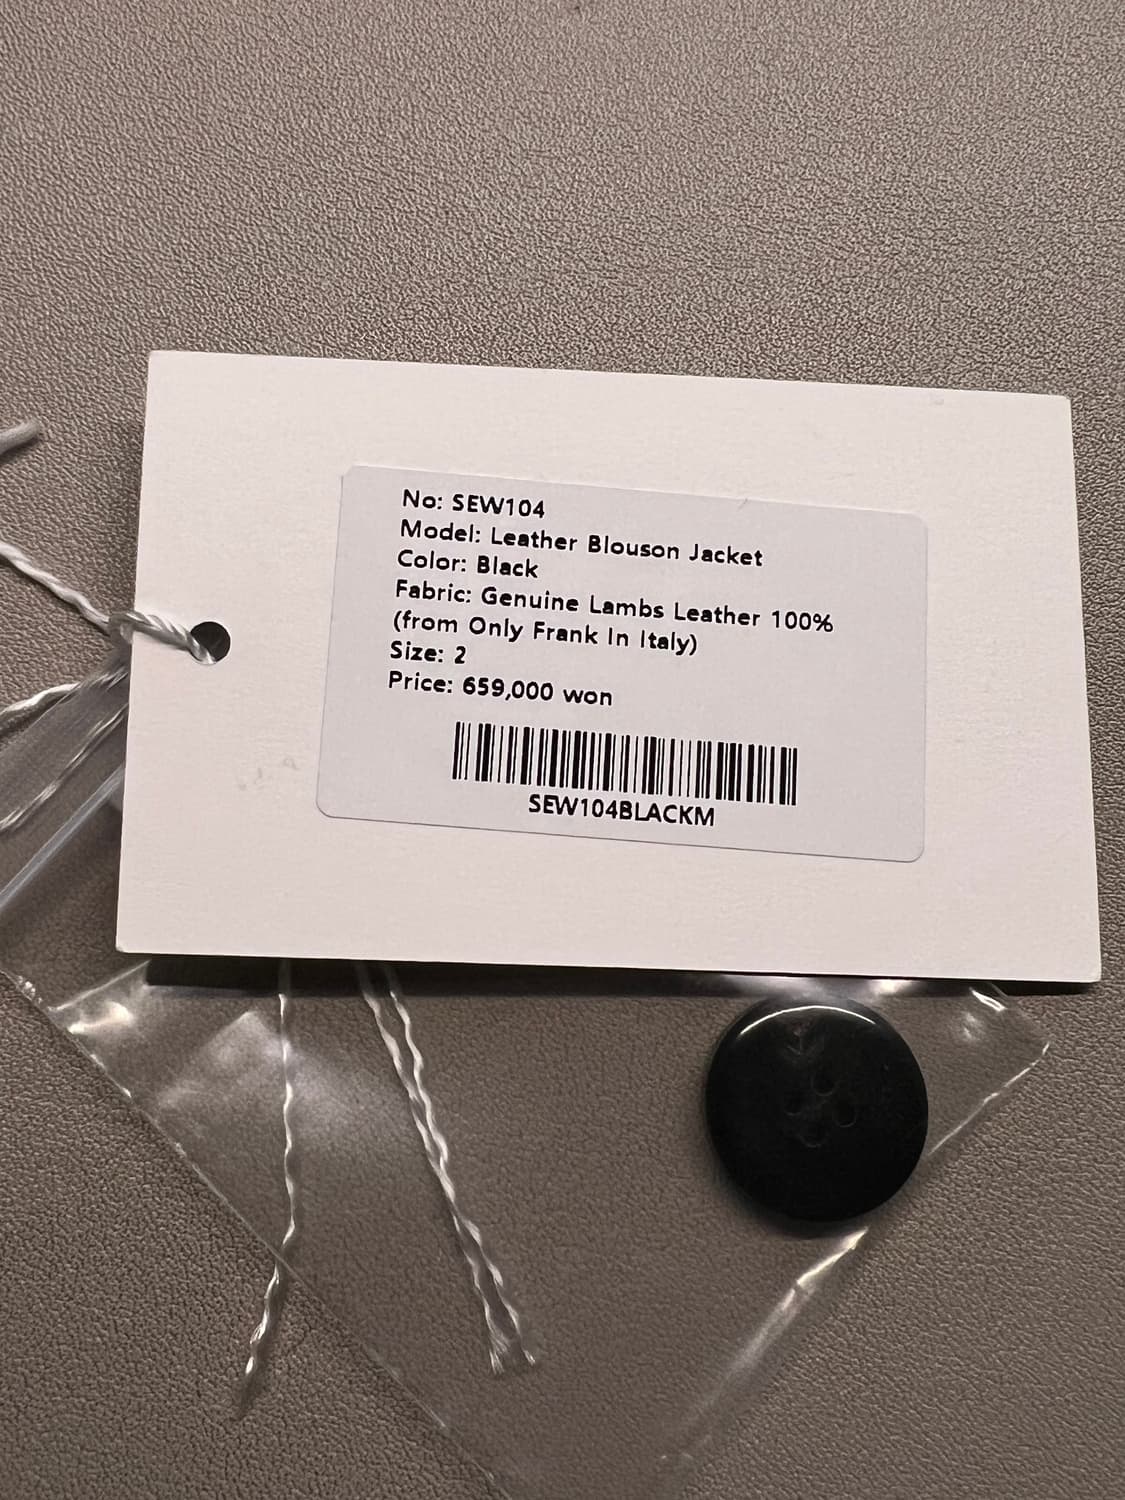 No: SEW104
Model: Leather Blouson Jacket
Color: Black
Fabric: Genuine Lambs Leather 100%
(from Only Frank In Italy)
Size: 2
Price: 659,000 won
SEW104BLACKM